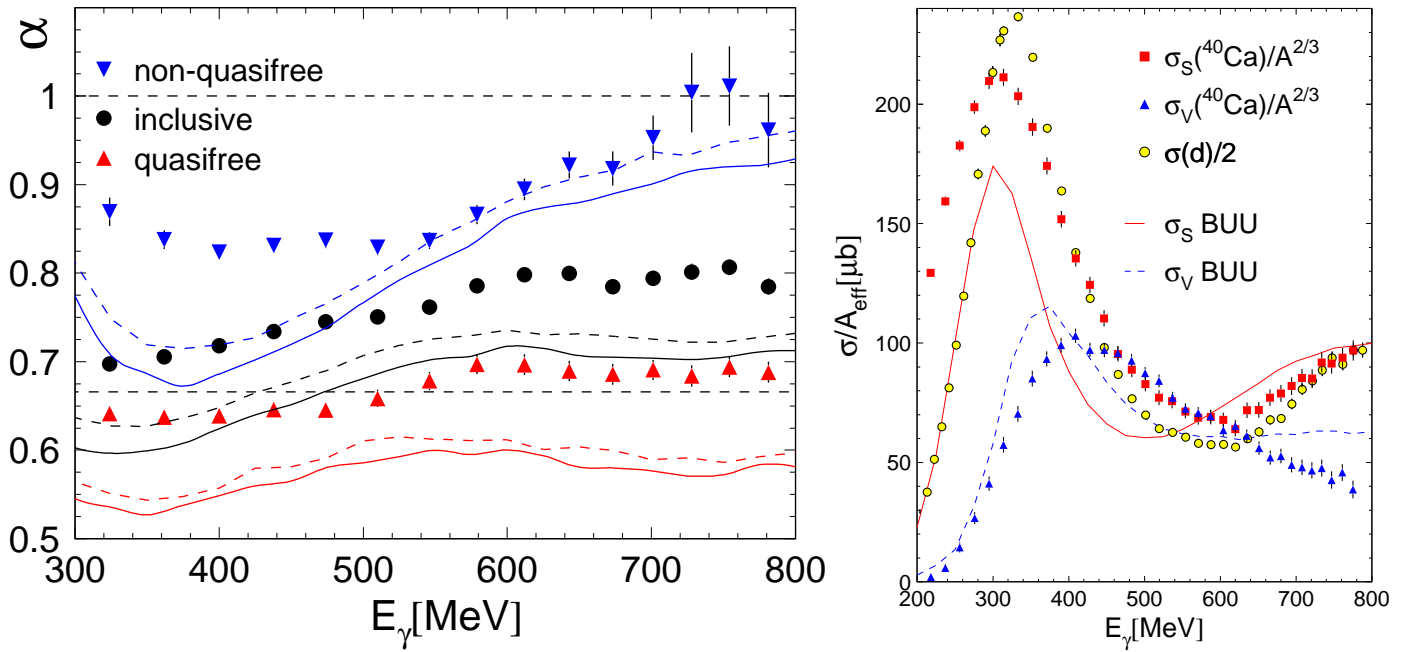 α
1
0.9
0.8
0.7
0.6
0.5
300
400
500
600
700
800
E_γ[MeV]
non-quasifree
inclusive
quasifree
σ/A_eff[μb]
200
150
100
50
0
200
300
400
500
600
700
800
E_γ[MeV]
σ_S(⁴⁰Ca)/A^{2/3}
σ_V(⁴⁰Ca)/A^{2/3}
σ(d)/2
σ_S BUU
σ_V BUU